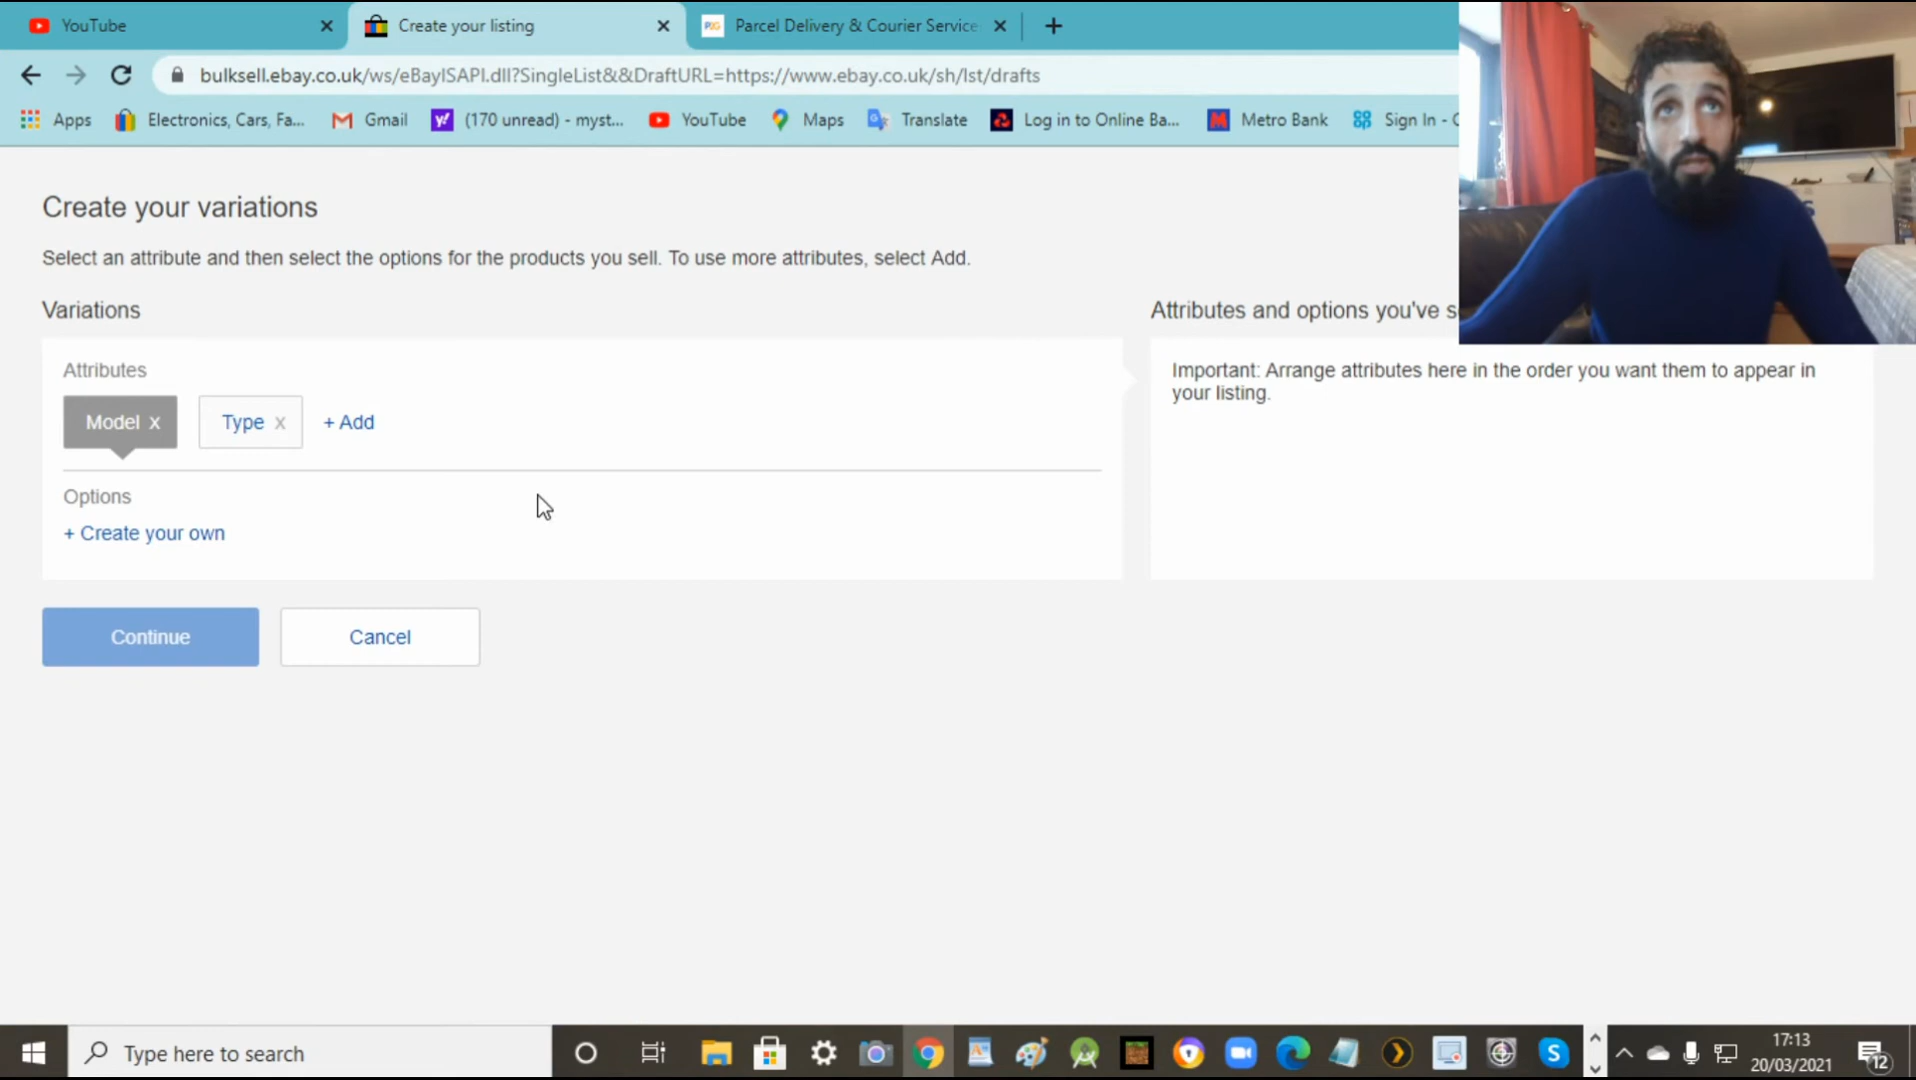 YouTube
Create your listing
Parcel Delivery & Courier Service
bulksell.ebay.co.uk/ws/eBayISAPI.dll?SingleList&&DraftURL=https://www.ebay.co.uk/sh/lst/drafts
Apps
Electronics, Cars, Fa...
Gmail
(170 unread) - myst...
YouTube
Maps
Translate
Log in to Online Ba...
Metro Bank
Sign In -
Create your variations
Select an attribute and then select the options for the products you sell. To use more attributes, select Add.
Variations
Attributes and options you've s
Attributes
Model x
Type x
+ Add
Options
+ Create your own
Important: Arrange attributes here in the order you want them to appear in
your listing.
Continue
Cancel
Type here to search
17:13
20/03/2021
12